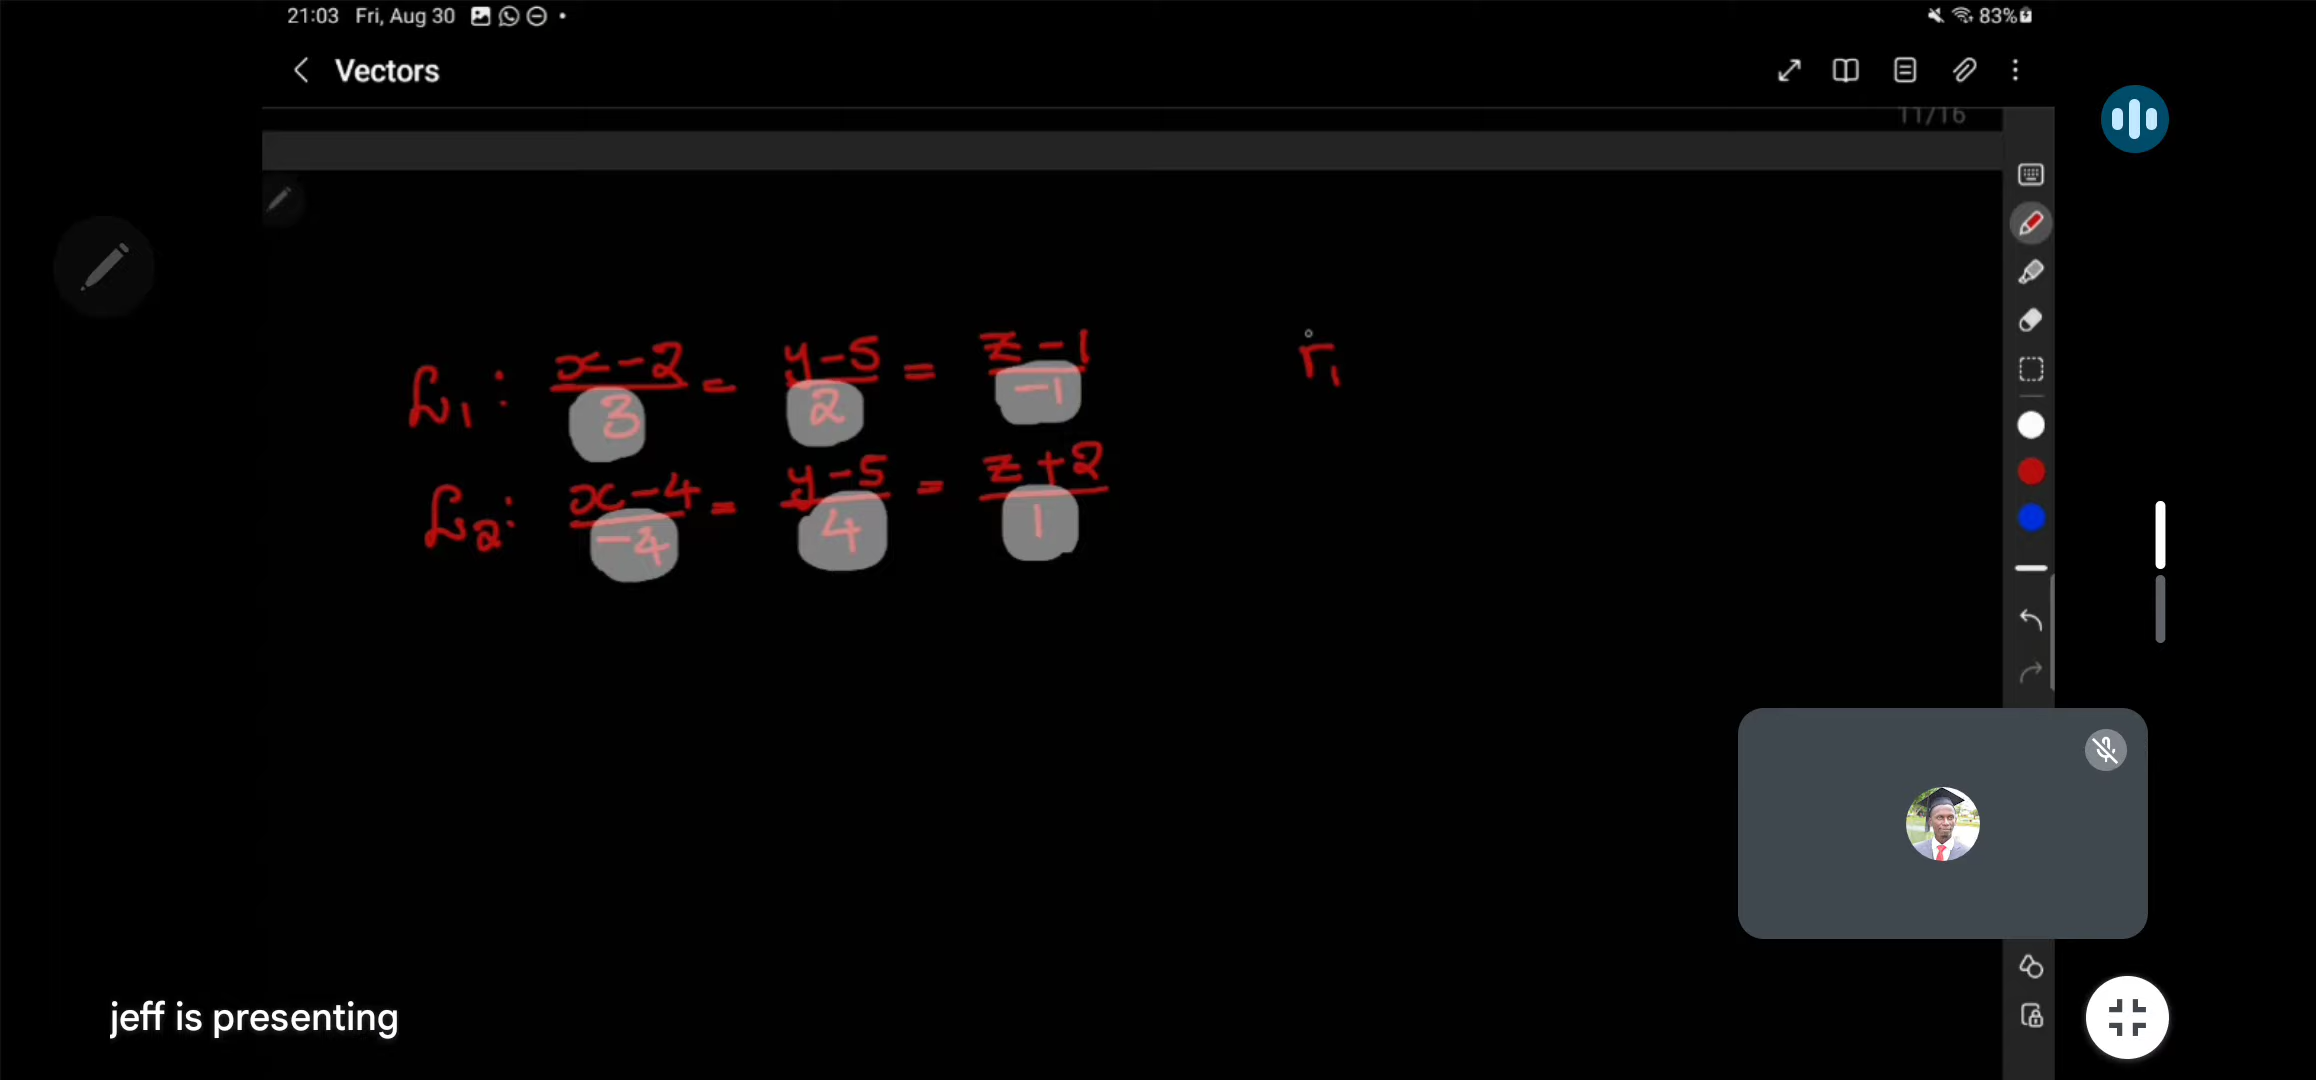 21:03 Fri, Aug 30
83%
Vectors
11/16
L₁: (x-2)/3 = (y-5)/2 = (z-1)/-1
r₁
L₂: (x-4)/-4 = (y-5)/4 = (z+2)/1
jeff is presenting